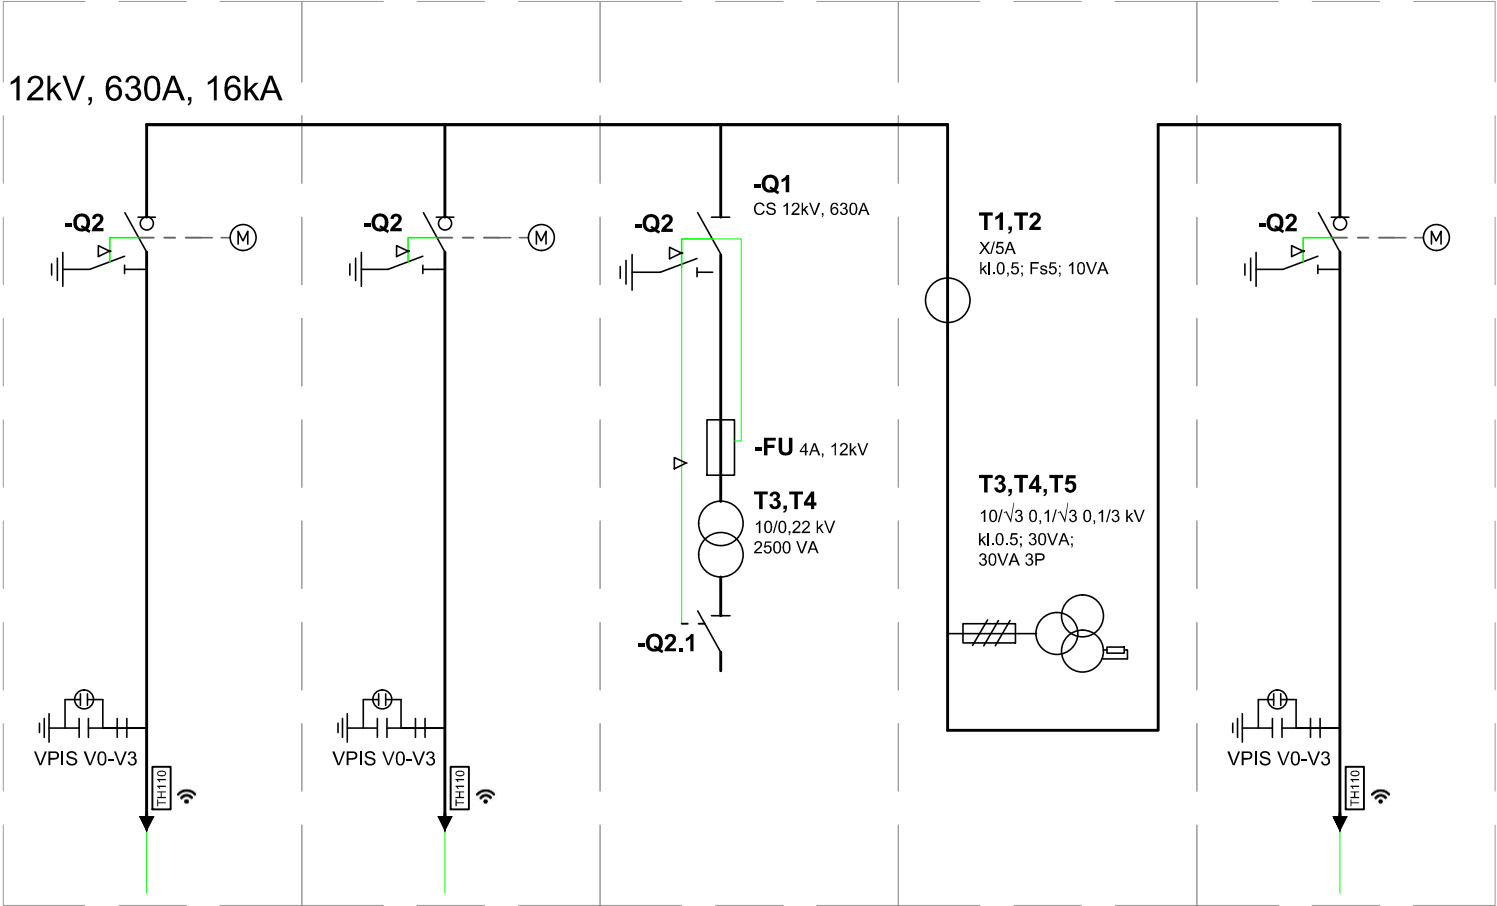 12kV, 630A, 16kA
-Q2
M
-Q2
M
-Q1
CS 12kV, 630A
-Q2
T1,T2
X/5A
kl.0,5; Fs5; 10VA
-Q2
M
-FU 4A, 12kV
T3,T4
10/0,22 kV
2500 VA
-Q2.1
T3,T4,T5
10/√3 0,1/√3 0,1/3 kV
kl.0.5; 30VA;
30VA 3P
VPIS V0-V3
TH110
VPIS V0-V3
TH110
VPIS V0-V3
TH110